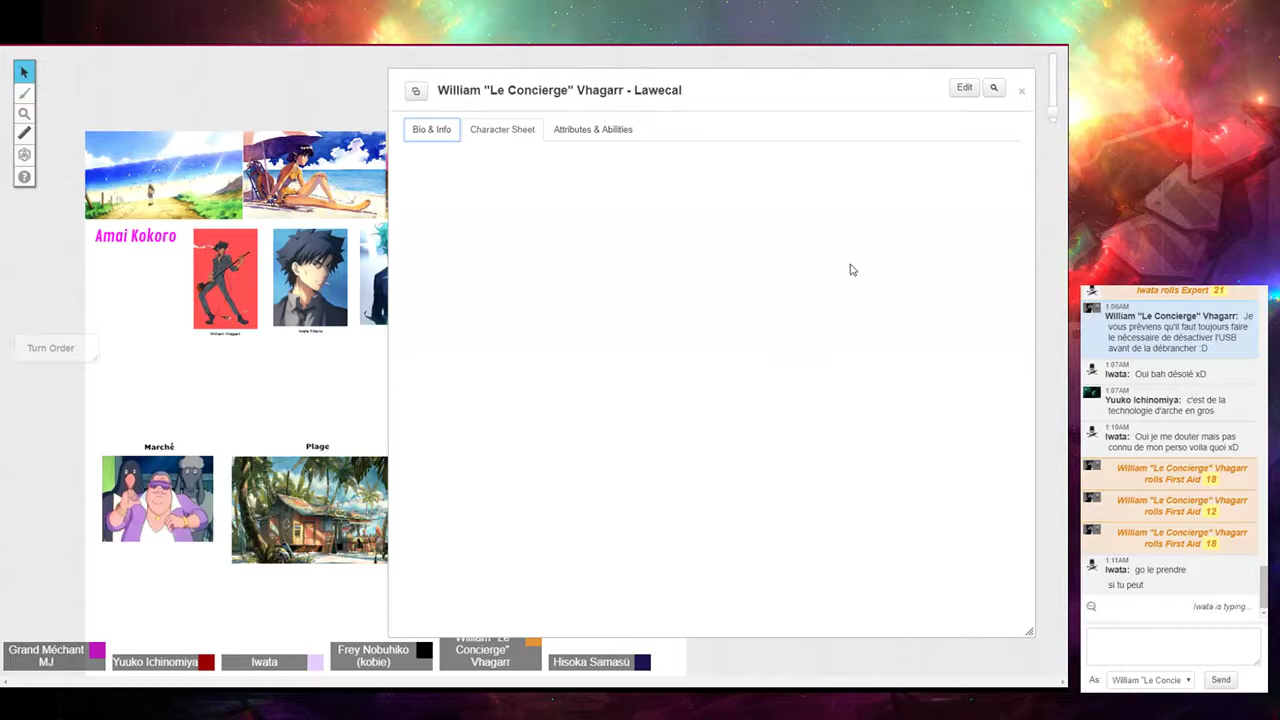 William "Le Concierge" Vhagarr - Lawecal
Edit
Bio & Info
Character Sheet
Attributes & Abilities
Amai Kokoro
William Vhagarr
Iwata Kitano
Turn Order
Marché
Plage
Grand Méchant
MJ
Yuuko Ichinomiya
Iwata
Frey Nobuhiko
(kobie)
William "Le
Concierge"
Vhagarr
Hisoka Samasū
Iwata rolls Expert 21
1:06AM
William "Le Concierge" Vhagarr: Je
vous préviens qu'il faut toujours faire
le nécessaire de désactiver l'USB
avant de la débrancher :D
1:07AM
Iwata: Oui bah désolé xD
1:07AM
Yuuko Ichinomiya: c'est de la
technologie d'arche en gros
1:10AM
Iwata: Oui je me douter mais pas
connu de mon perso voila quoi xD
William "Le Concierge" Vhagarr
rolls First Aid 18
William "Le Concierge" Vhagarr
rolls First Aid 12
William "Le Concierge" Vhagarr
rolls First Aid 18
1:11AM
Iwata: go le prendre
si tu peut
Iwata is typing...
As:
William "Le Concie
Send